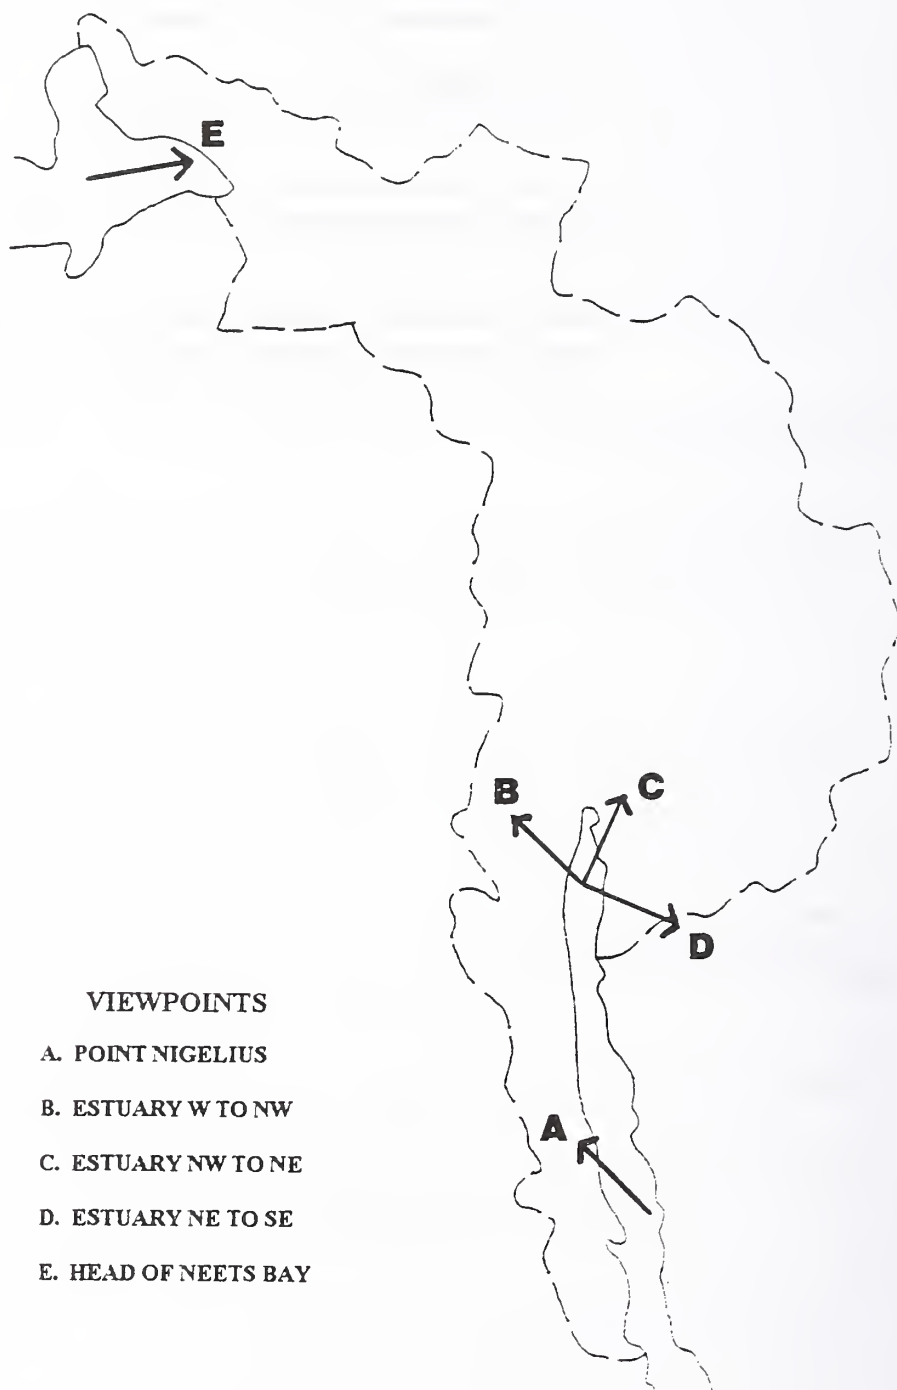 E
B
C
D
A
VIEWPOINTS
A. POINT NIGELIUS
B. ESTUARY W TO NW
C. ESTUARY NW TO NE
D. ESTUARY NE TO SE
E. HEAD OF NEETS BAY